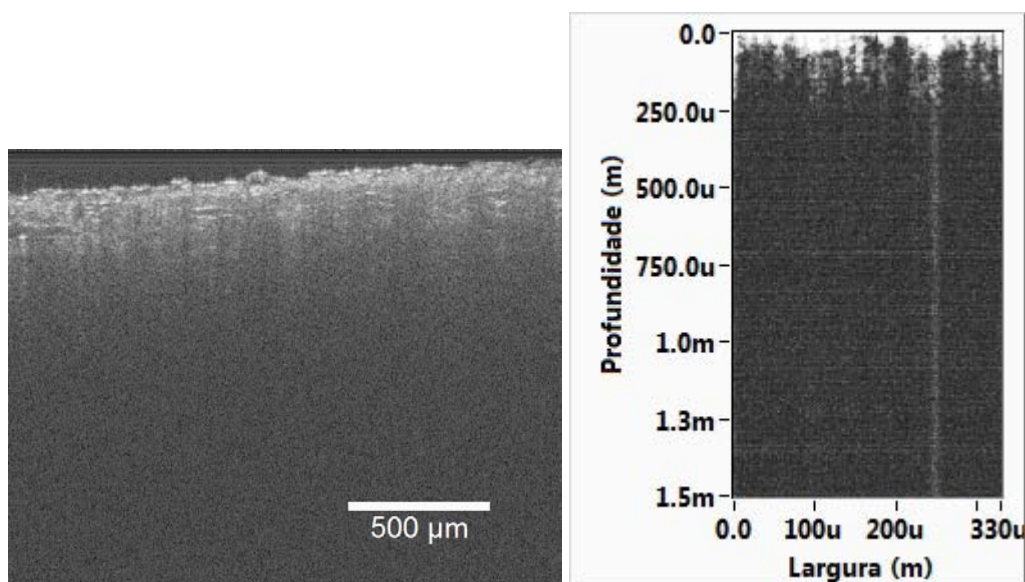 500 µm
0.0
250.0u
500.0u
750.0u
1.0m
1.3m
1.5m
Profundidade (m)
0.0 100u 200u 330u
Largura (m)